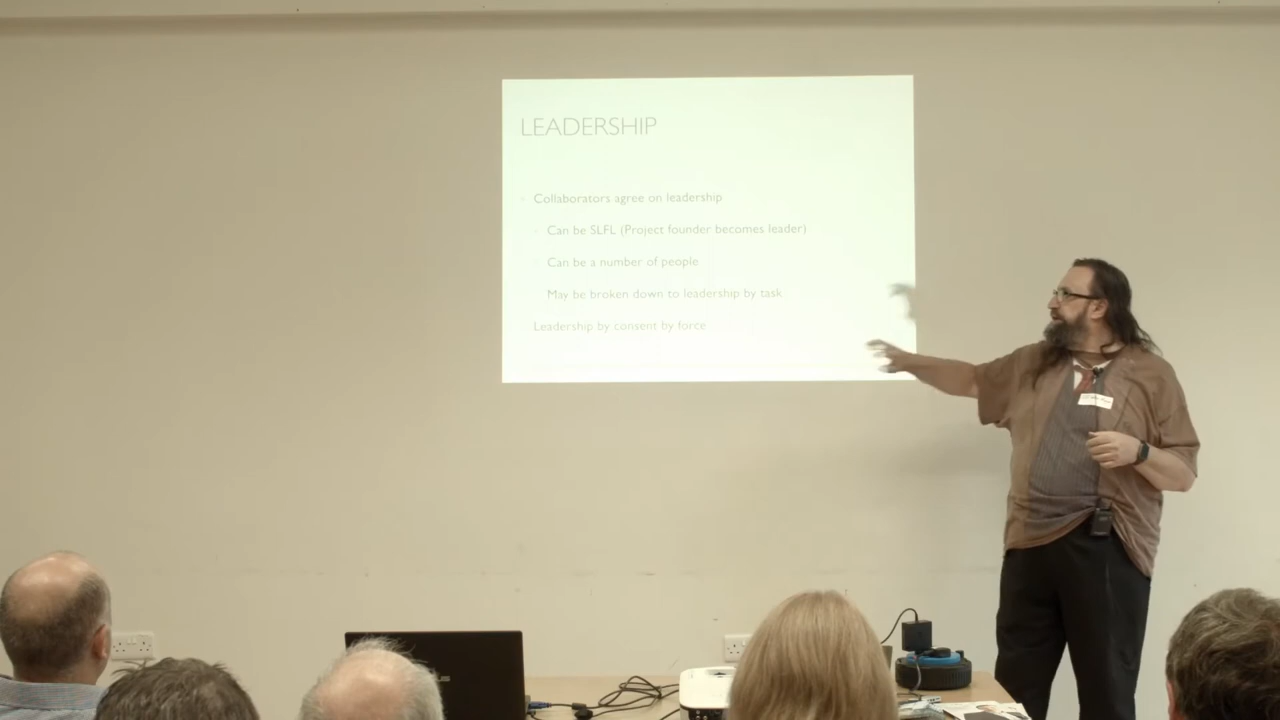 LEADERSHIP
Collaborators agree on leadership
Can be SLFL (Project founder becomes leader)
Can be a number of people
May be broken down to leadership by task
Leadership by consent by force